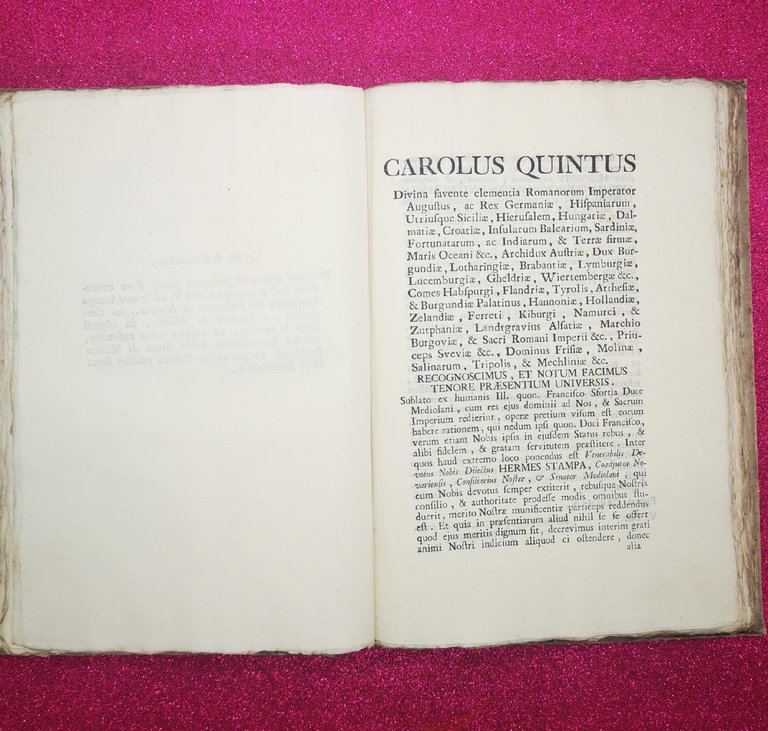 CAROLUS QUINTUS
Divina favente clementia Romanorum Imperator
Augustus, ac Rex Germaniæ, Hiſpaniarum,
Utriuſque Siciliæ, Hieruſalem, Hungariæ, Dal-
matiæ, Croatiæ, Inſularum Balearium, Sardiniæ,
Fortunatarum, ac Indiarum, & Terræ firmæ,
Maris Oceani &c., Archidux Auſtriæ, Dux Bur-
gundiæ, Lotharingiæ, Brabantiæ, Lymburgiæ,
Lucemburgiæ, Gheldriæ, Wiertembergæ &c.,
Comes Habſpurgi, Flandriæ, Tyrolis, Artheſiæ,
& Burgundiæ Palatinus, Hannoniæ, Hollandiæ,
Zelandiæ, Ferreti, Kiburgi, Namurci, &
Zutphaniæ, Landtgravius Alſatiæ, Marchio
Burgoviæ, & Sacri Romani Imperii &c., Prin-
ceps Sveviæ &c., Dominus Friſiæ, Molinæ,
Salinarum, Tripolis, & Mechliniæ &c.
RECOGNOSCIMUS, ET NOTUM FACIMUS
TENORE PRÆSENTIUM UNIVERSIS.
Sublato ex humanis Ill. quon. Franciſco Sfortja Duce
Mediolani, cum res ejus dominii ad Nos, & Sacrum
Imperium redierint, operæ pretium viſum eſt eorum
habere rationem, qui nedum ipſi quon. Duci Franciſco,
verum etiam Nobis ipſis in ejuſdem Status rebus, &
alibi fidelem, & gratam ſervitutem præſtitere. Inter
quos haud extremo loco ponendus eſt Venerabilis De-
votus Nobis Dilectus HERMES STAMPA, Coadjutor No-
varienſis, Conſiliarius Noſter, & Senator Mediolani, qui
cum Nobis devotus ſemper extiterit, rebuſque Noſtris
conſilio, & authoritate prodeſſe modis omnibus ſtu-
duerit, merito Noſtræ munificentiæ particeps reddendus
eſt. Et quia in præſentiarum aliud nihil ſe ſe offert
quod ejus meritis dignum ſit, decrevimus interim grati
animi Noſtri indicium aliquod ei oſtendere, donec
alia